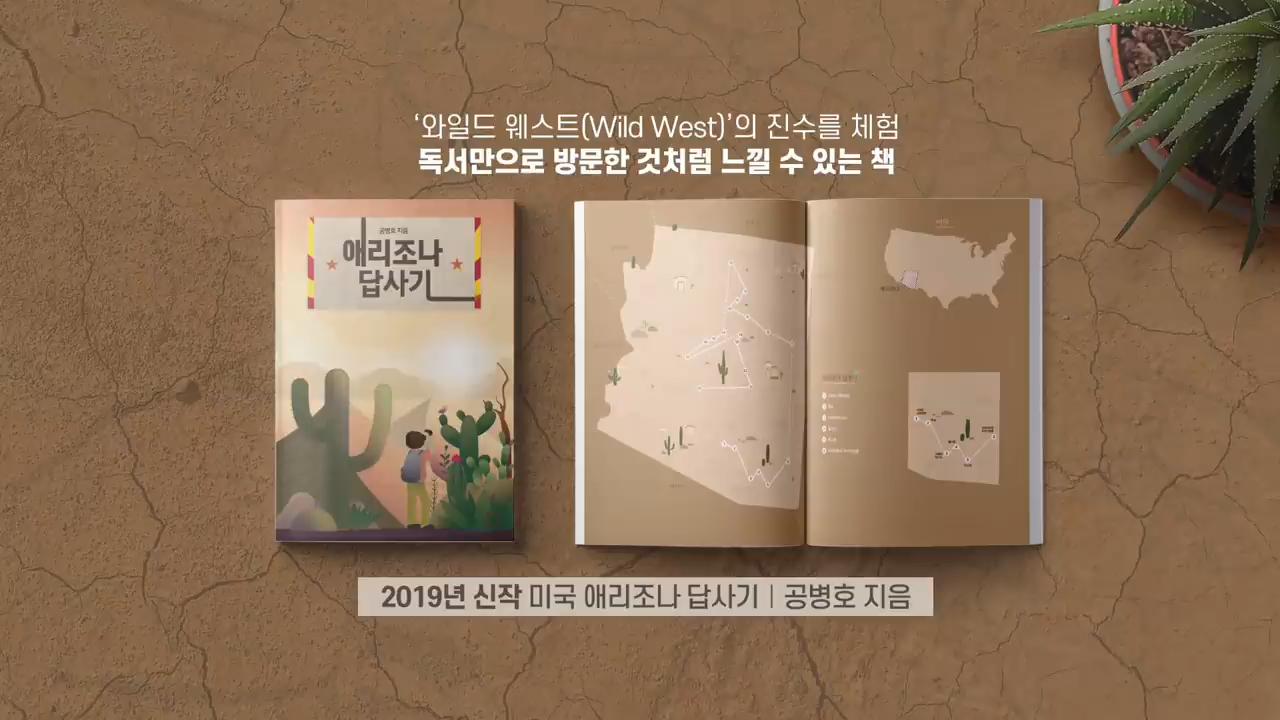 ‘와일드 웨스트(Wild West)’의 진수를 체험
독서만으로 방문한 것처럼 느낄 수 있는 책
공병호 지음
애리조나
답사기
2019년 신작 미국 애리조나 답사기 | 공병호 지음